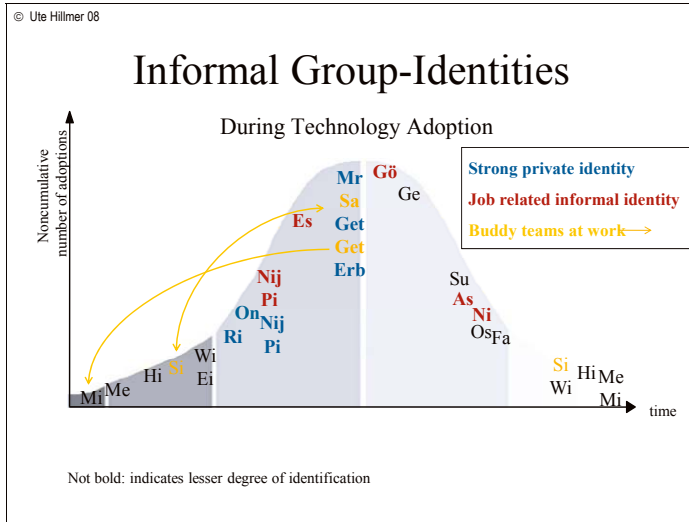 © Ute Hillmer 08
Informal Group-Identities
During Technology Adoption
Noncumulative
number of adoptions
Strong private identity
Job related informal identity
Buddy teams at work
Mr
Sa
Get
Get
Erb
Gö
Ge
Es
Nij
Pi
On
Nij
Ri
Pi
Su
As
Ni
Os
Fa
Wi
Ei
Hi
Si
Me
Mi
Si
Wi
Hi
Me
Mi
time
Not bold: indicates lesser degree of identification